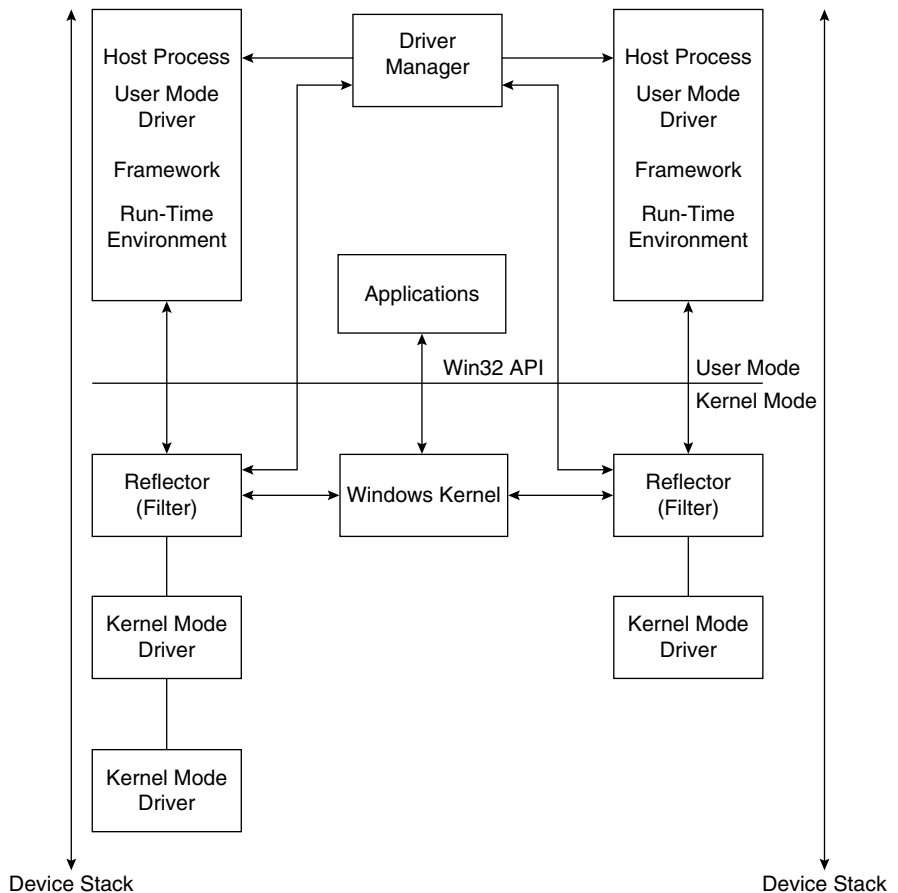 Host Process
User Mode
Driver
Framework
Run-Time
Environment
Driver
Manager
Host Process
User Mode
Driver
Framework
Run-Time
Environment
Applications
Win32 API
User Mode
Kernel Mode
Reflector
(Filter)
Windows Kernel
Reflector
(Filter)
Kernel Mode
Driver
Kernel Mode
Driver
Kernel Mode
Driver
Device Stack
Device Stack